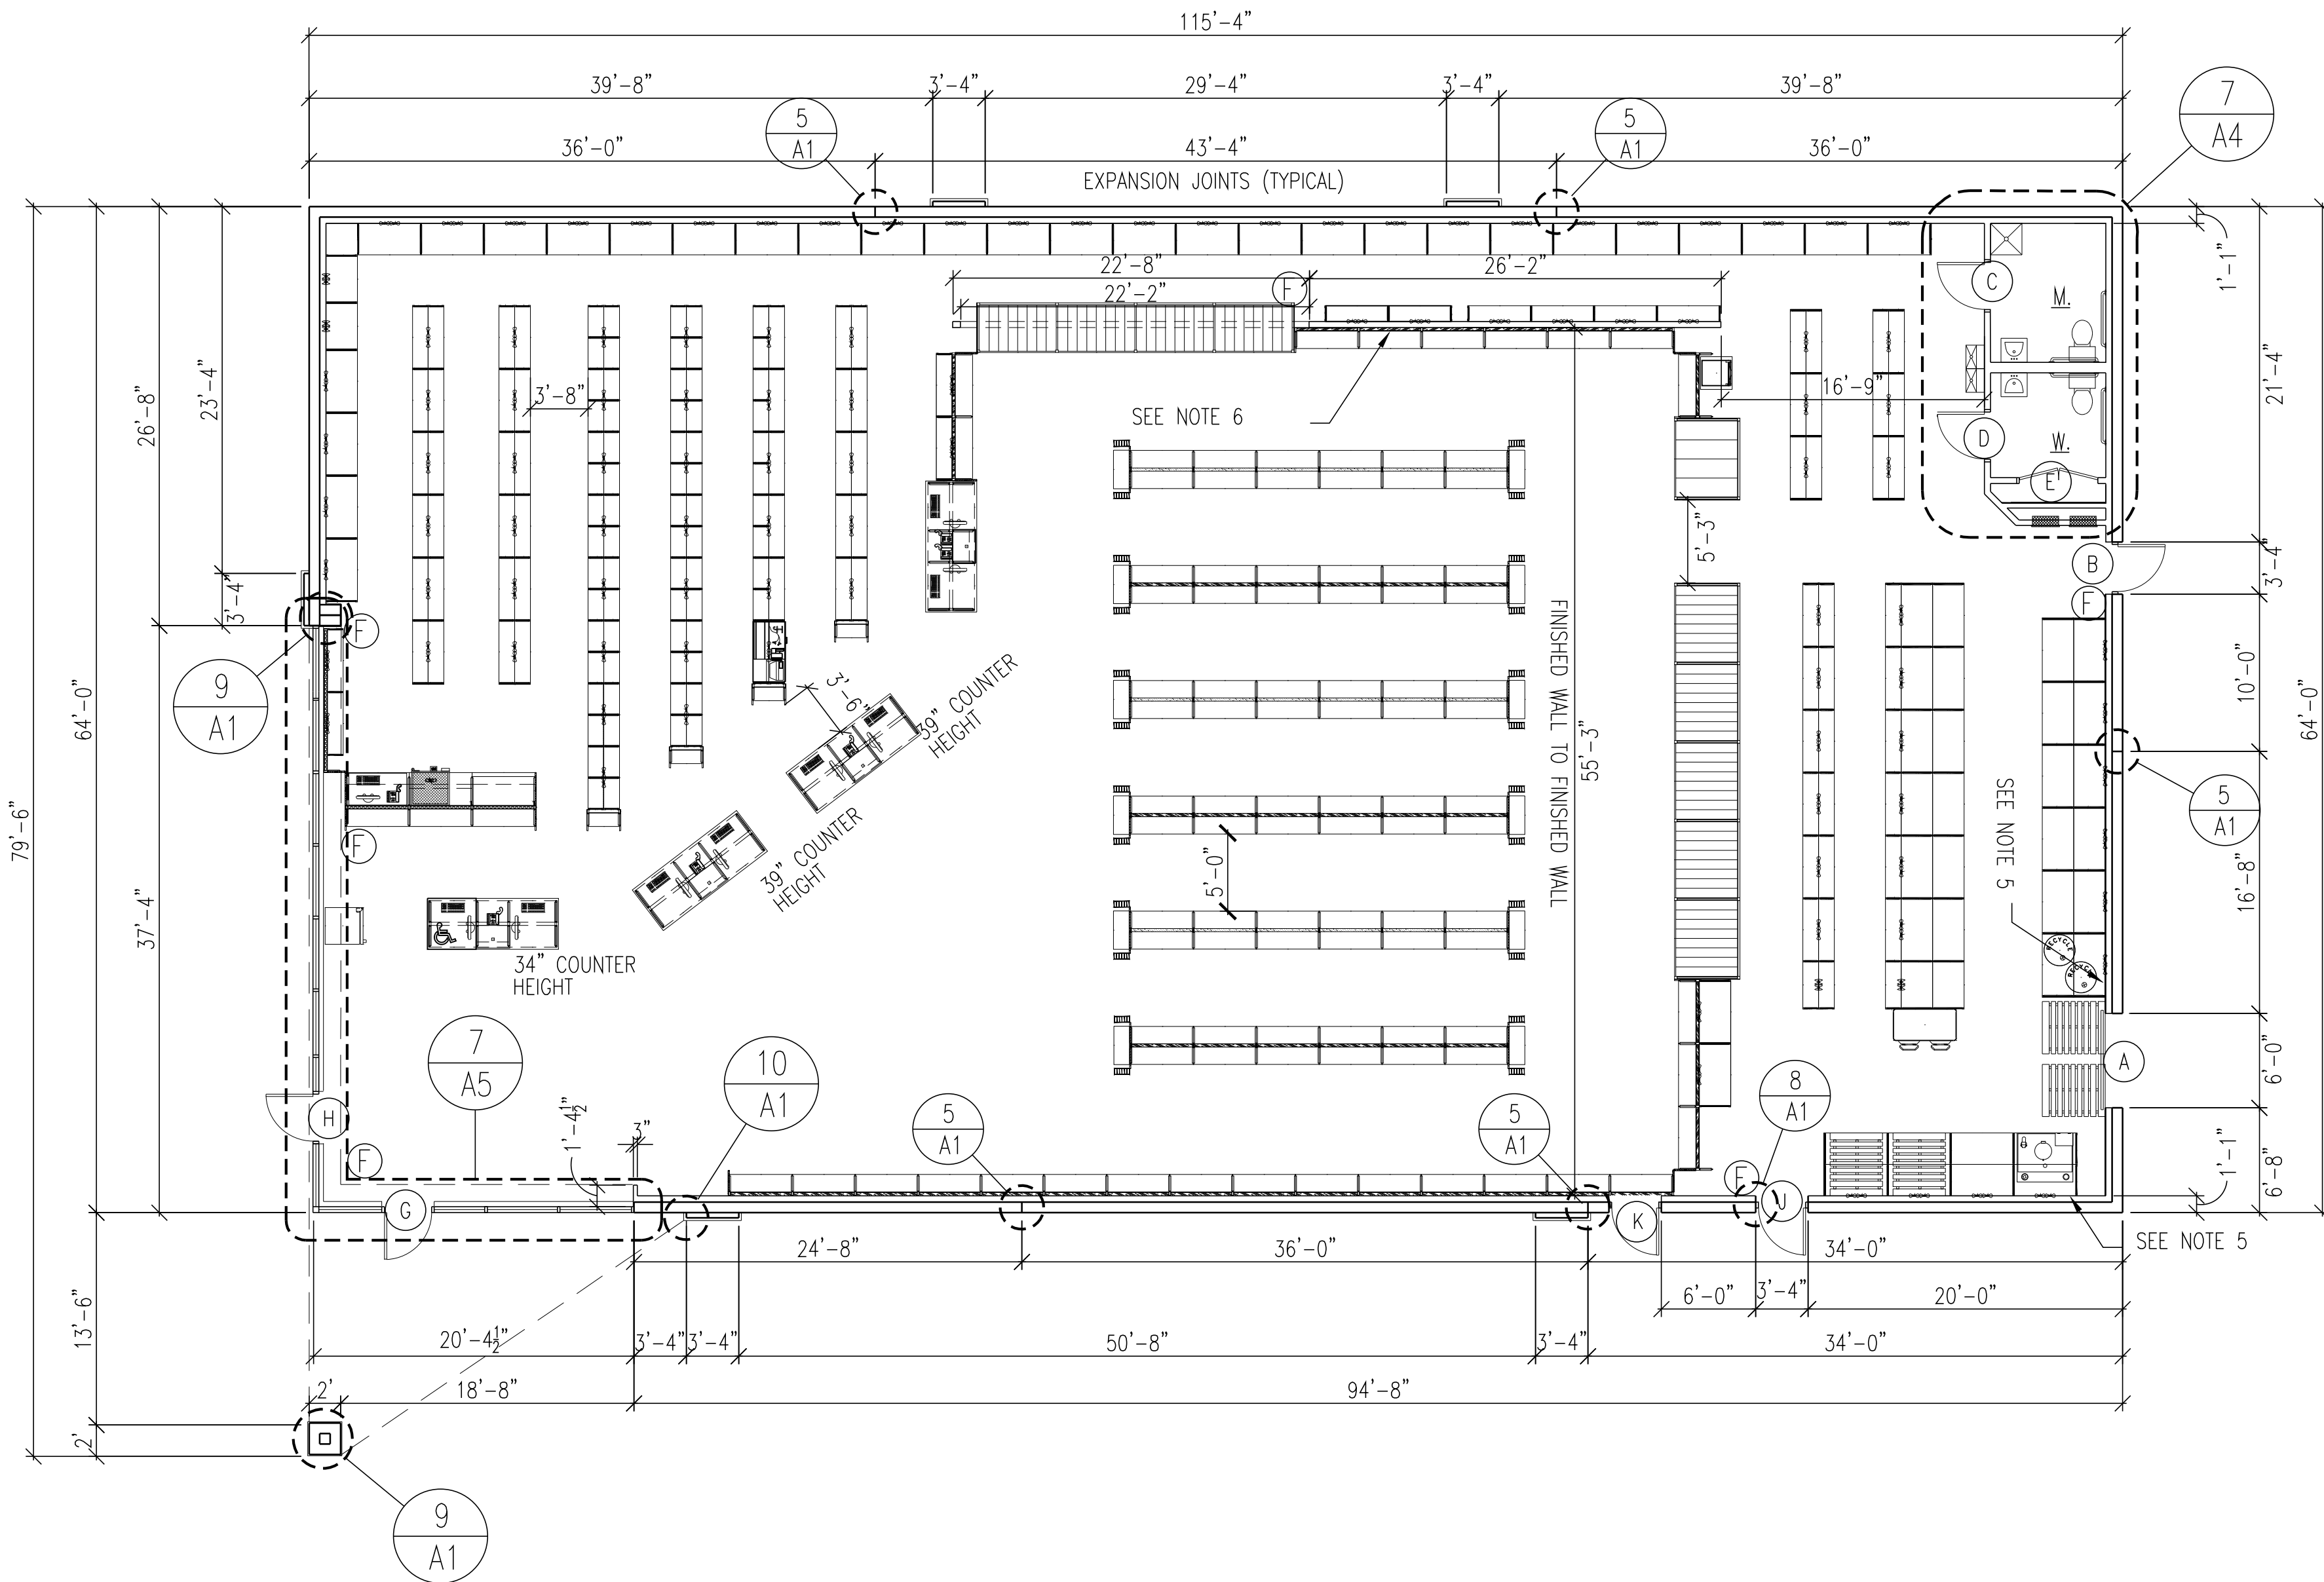 115'-4"
39'-8" 3'-4" 29'-4" 3'-4" 39'-8"
7
A4
5
A1
5
A1
36'-0" 43'-4" 36'-0"
EXPANSION JOINTS (TYPICAL)
22'-8" F 26'-2"
22'-2"
C
M.
1'-1"
3'-8"
SEE NOTE 6
16'-9"
D
W.
E
21'-4"
23'-4"
26'-8"
64'-0"
79'-6"
5'-3"
B
3'-4"
F
3'-4"
F
9
A1
10'-0"
64'-0"
FINISHED WALL TO FINISHED WALL
55'-3"
3'-6"
39" COUNTER
HEIGHT
39" COUNTER
HEIGHT
SEE NOTE 5
5
A1
F
5'-0"
16'-8"
37'-4"
RECYCLE
RECYCLE
34" COUNTER
HEIGHT
7
A5
10
A1
5
A1
5
A1
8
A1
A
6'-0"
H
F
1'-4½"
3"
F
J
1'-1"
6'-8"
G
K
SEE NOTE 5
24'-8" 36'-0" 34'-0"
6'-0" 3'-4" 20'-0"
13'-6"
20'-4½" 3'-4" 3'-4" 50'-8" 3'-4" 34'-0"
2' 18'-8" 94'-8"
2'
9
A1